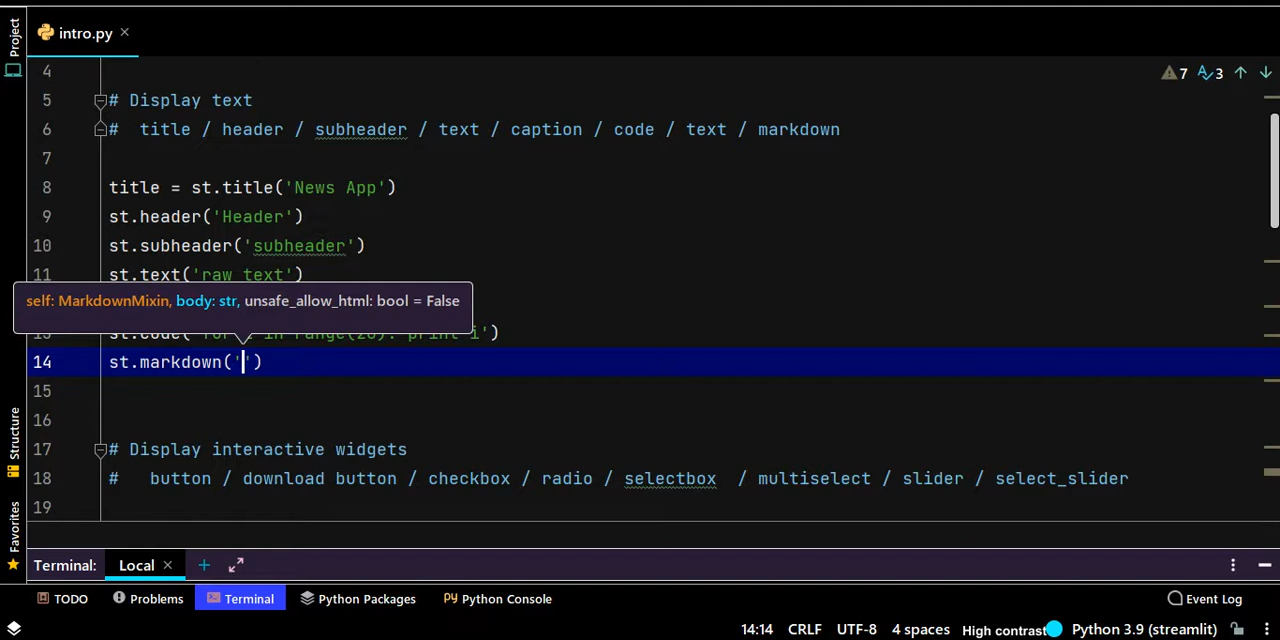 Project
intro.py
4
7 3
5 # Display text
6 # title / header / subheader / text / caption / code / text / markdown
7
8 title = st.title('News App')
9 st.header('Header')
10 st.subheader('subheader')
11 st.text('raw text')
self: MarkdownMixin, body: str, unsafe_allow_html: bool = False
14 st.markdown('')
15
16
17 # Display interactive widgets
18 # button / download button / checkbox / radio / selectbox / multiselect / slider / select_slider
19
Structure
Favorites
Terminal: Local
TODO Problems Terminal Python Packages Python Console Event Log
14:14 CRLF UTF-8 4 spaces High contrast Python 3.9 (streamlit)